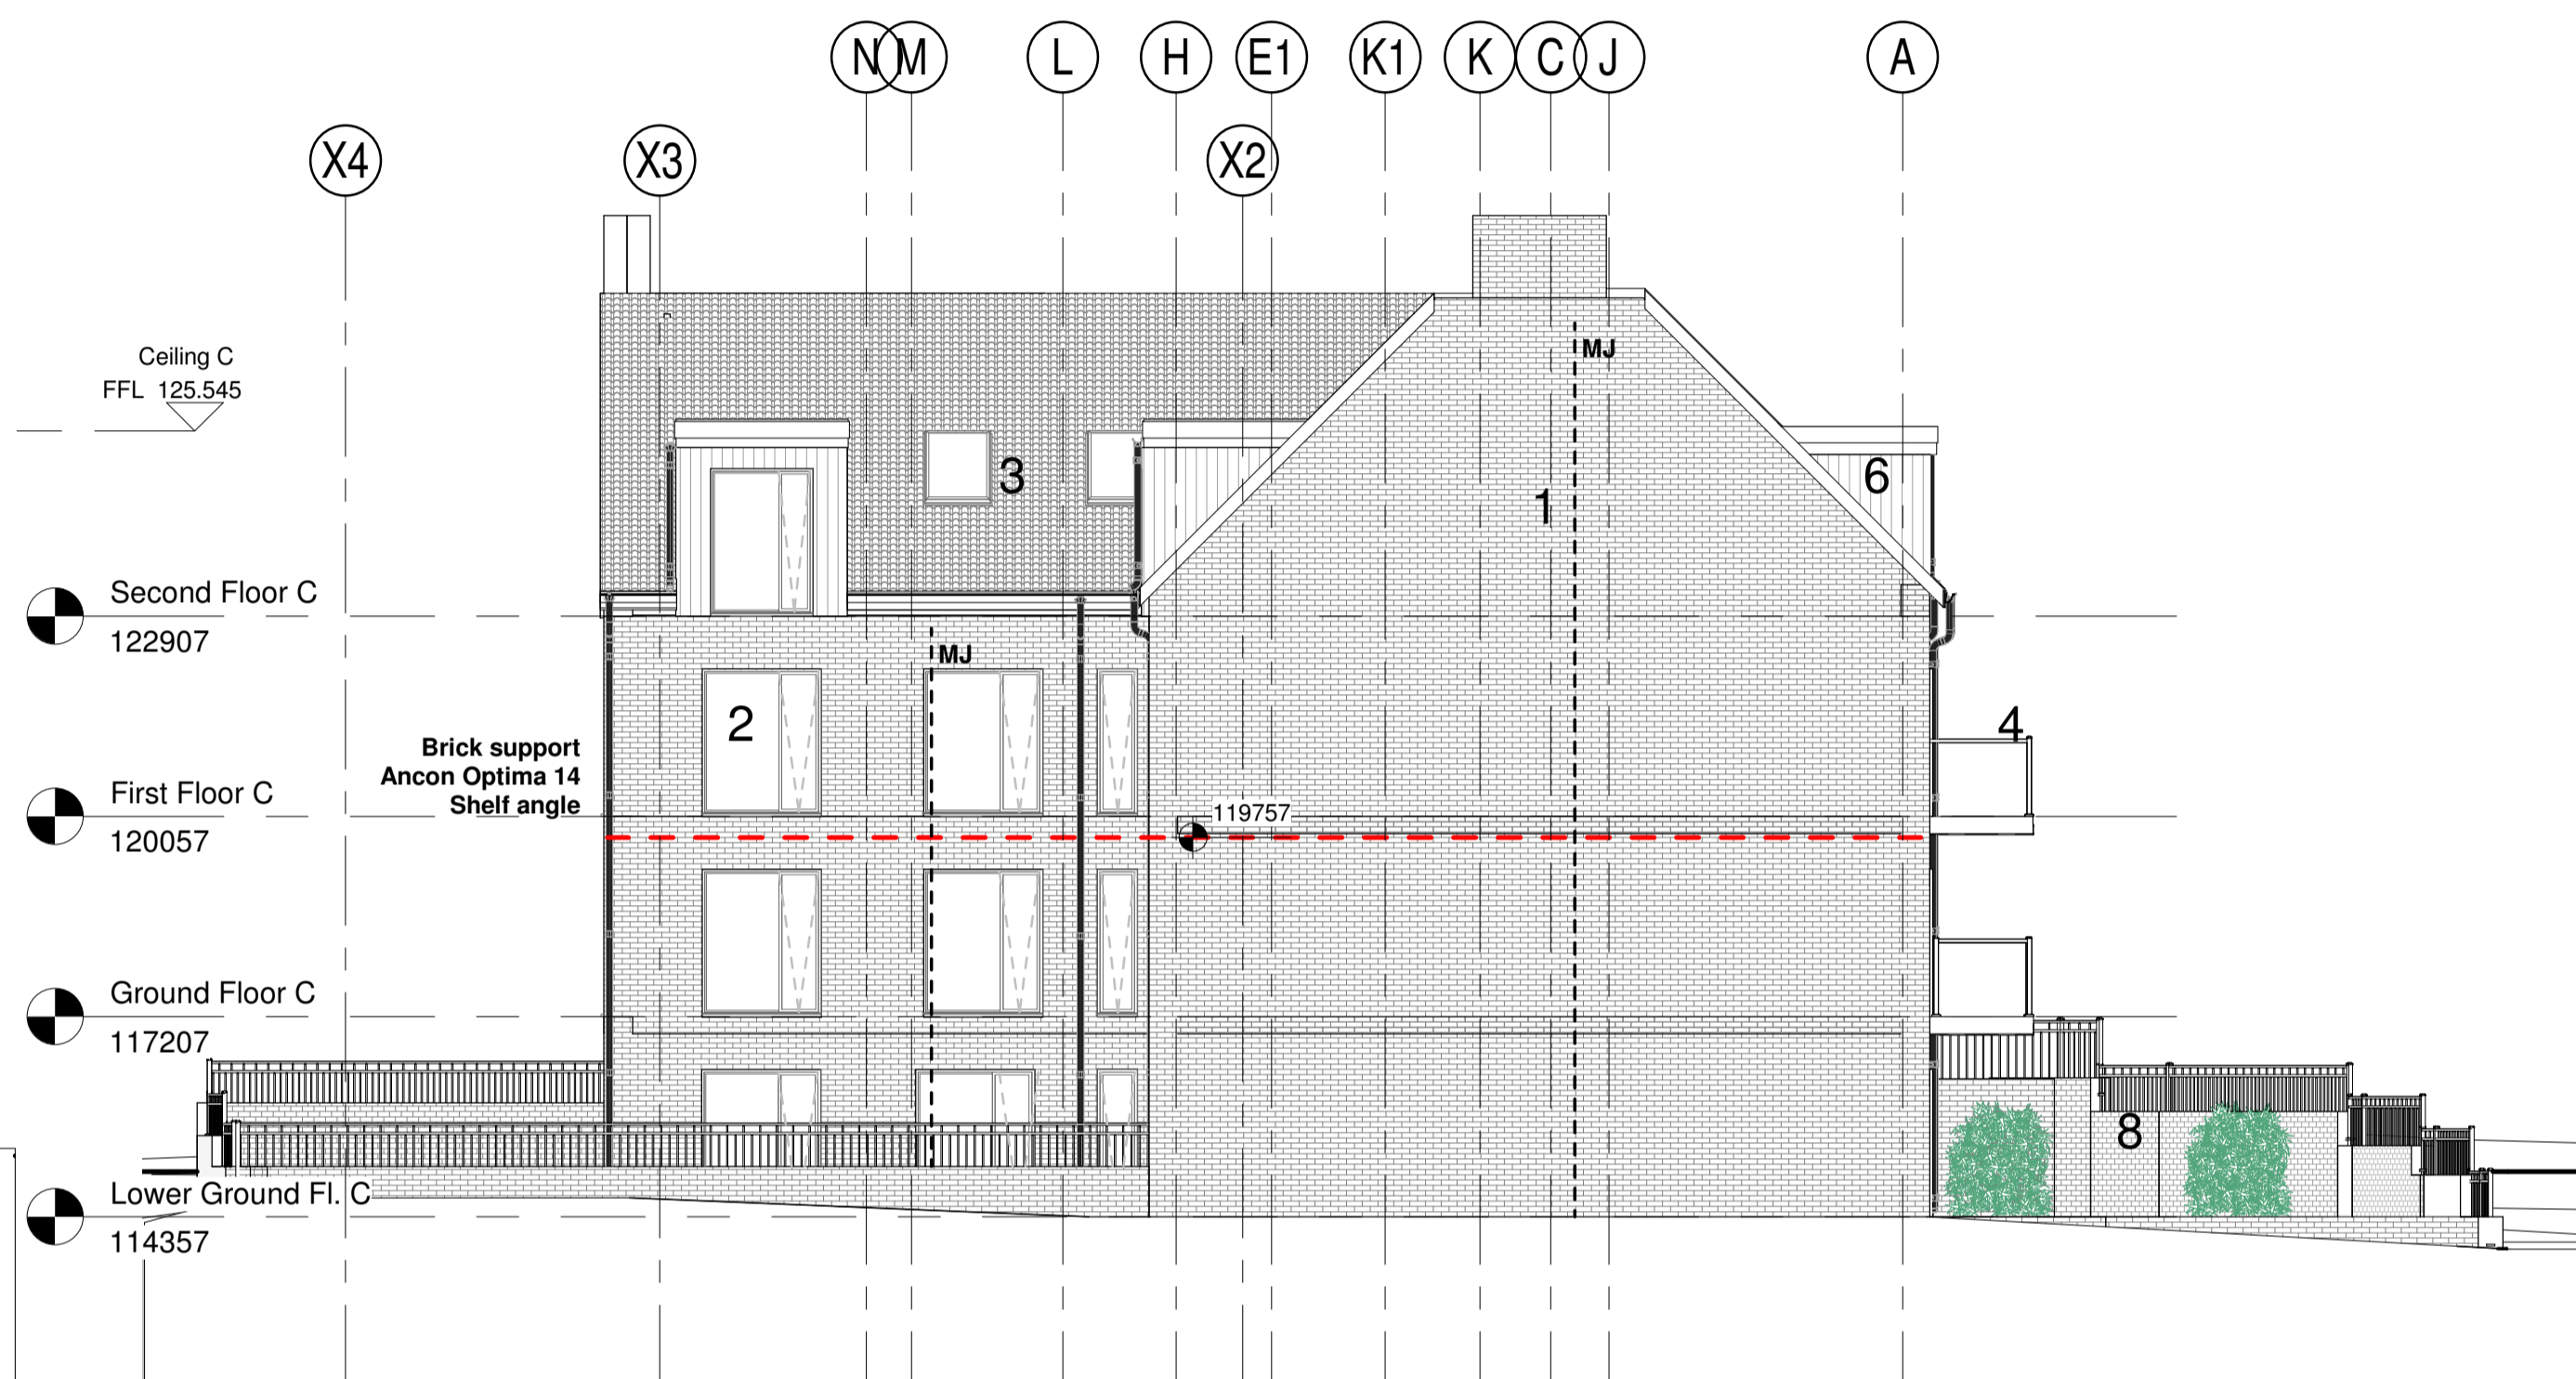 N M L H E1 K1 K C J A
X4 X3 X2
Ceiling C
FFL 125.545
MJ
3
6
1
Second Floor C
122907
MJ
2
4
Brick support
Ancon Optima 14
Shelf angle
First Floor C
120057
119757
Ground Floor C
117207
8
Lower Ground Fl. C
114357